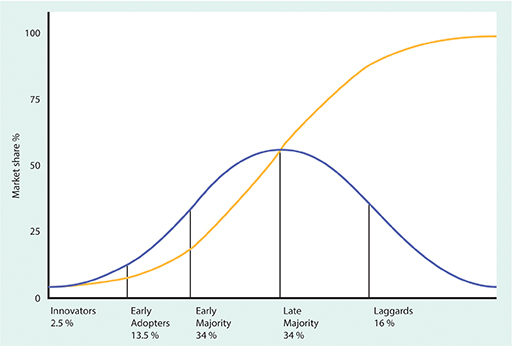 100
75
50
25
0
Market share %
Innovators
2.5 %
Early
Adopters
13.5 %
Early
Majority
34 %
Late
Majority
34 %
Laggards
16 %